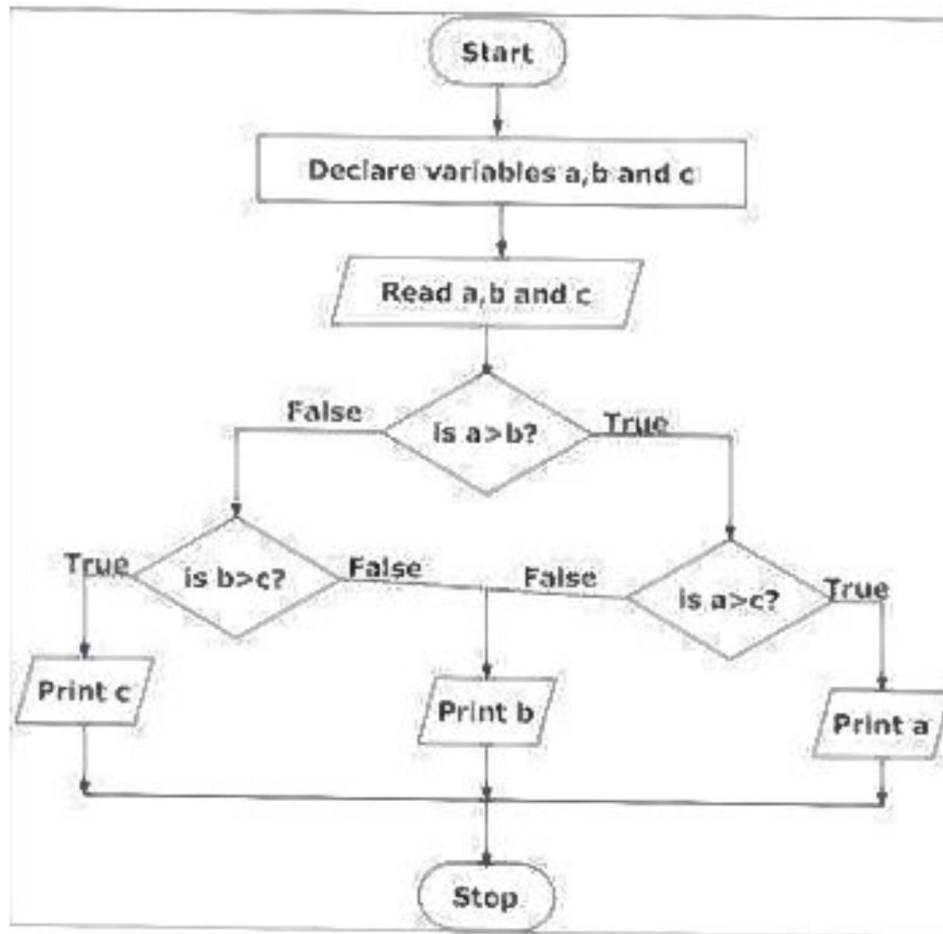 Start
Declare variables a,b and c
Read a,b and c
False
is a>b?
True
True
is b>c?
False
False
is a>c?
True
Print c
Print b
Print a
Stop